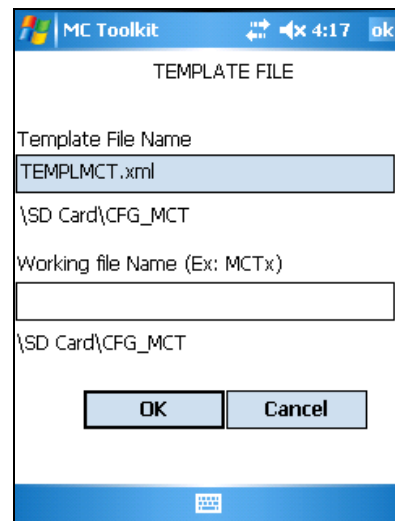 MC Toolkit 4:17 ok
TEMPLATE FILE
Template File Name
TEMPLMCT.xml
\SD Card\CFG_MCT
Working file Name (Ex: MCTx)
\SD Card\CFG_MCT
OK Cancel